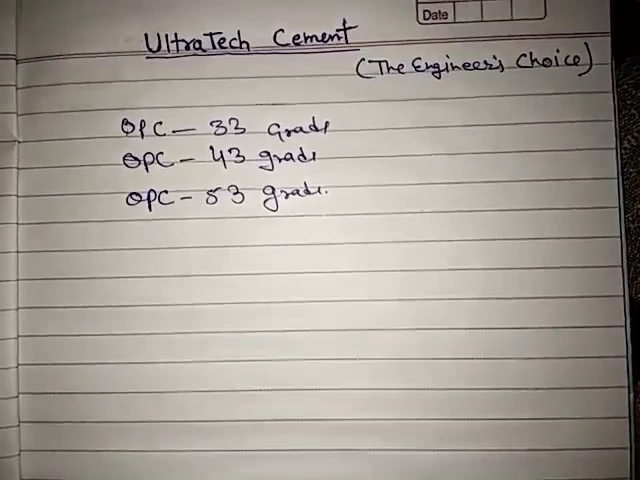 Date
UltraTech Cement
(The Engineer's Choice)
OPC – 33 Grade
OPC – 43 grade
OPC – 53 grade.